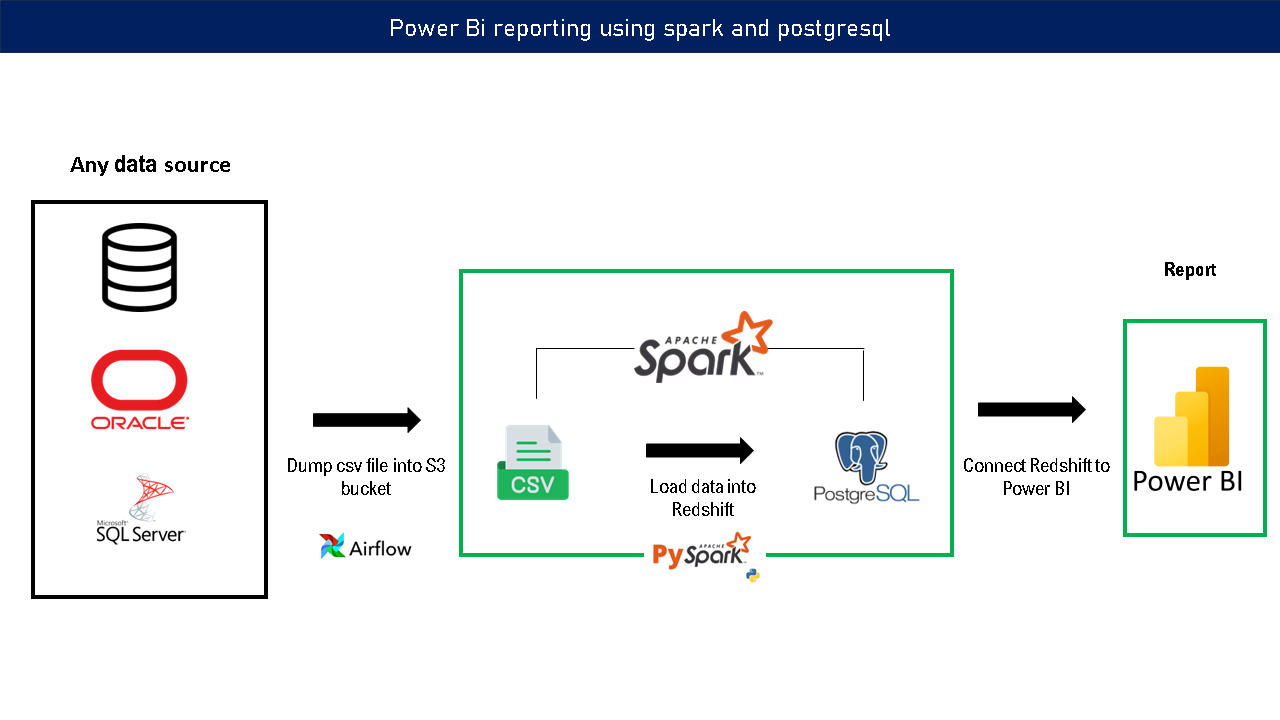 Power Bi reporting using spark and postgresql
Any data source
Report
APACHE
Spark™
ORACLE®
CSV
Dump csv file into S3
bucket
Load data into
Redshift
PostgreSQL
Connect Redshift to
Power BI
Power BI
Microsoft®
SQL Server®
Airflow
APACHE
PySpark